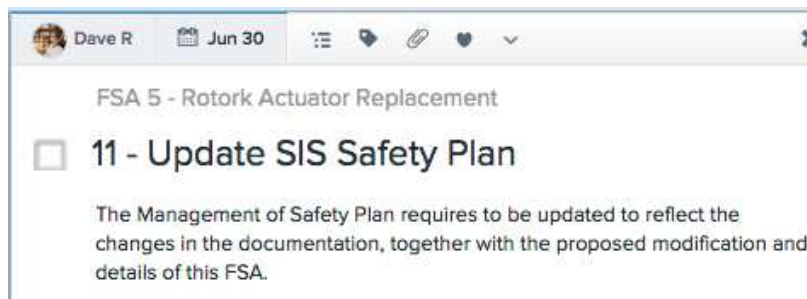 Dave R Jun 30
FSA 5 - Rotork Actuator Replacement
11 - Update SIS Safety Plan
The Management of Safety Plan requires to be updated to reflect the
changes in the documentation, together with the proposed modification and
details of this FSA.